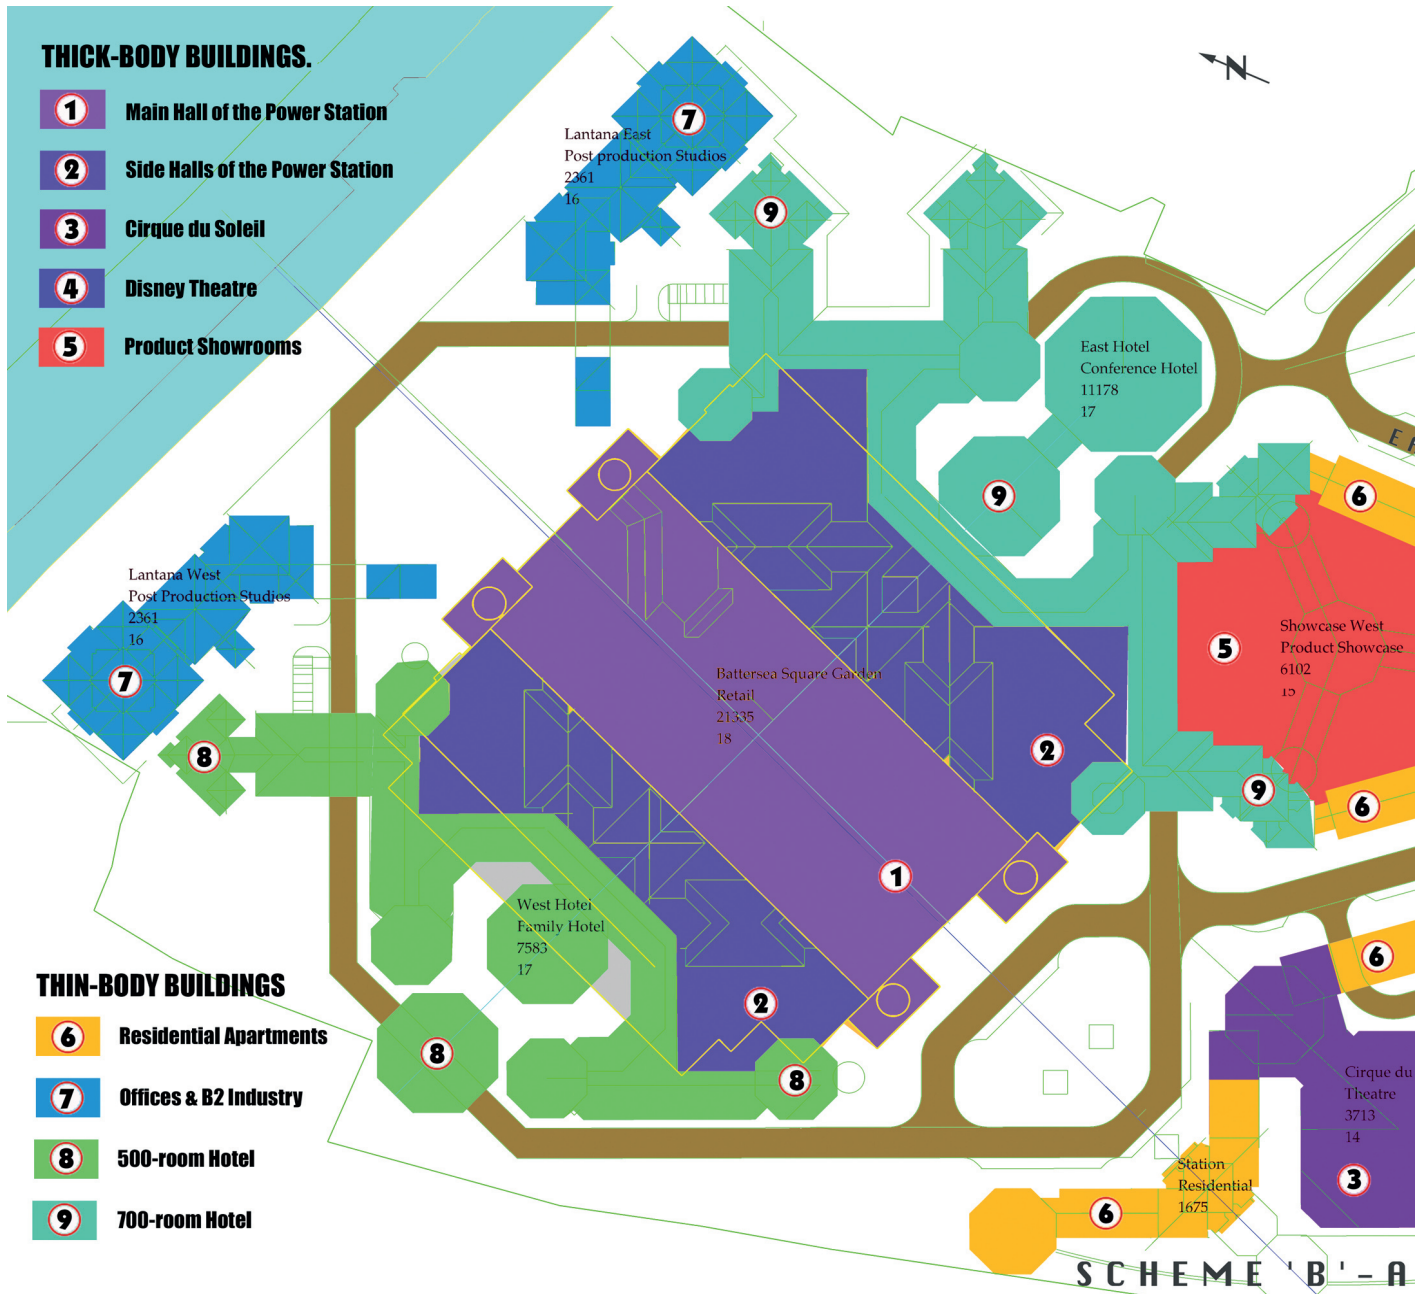 THICK-BODY BUILDINGS.
1 Main Hall of the Power Station
2 Side Halls of the Power Station
3 Cirque du Soleil
4 Disney Theatre
5 Product Showrooms
N
7
Lantana East
Post production Studios
2361
16
9
East Hotel
Conference Hotel
11178
17
9
6
Lantana West
Post Production Studios
2361
16
7
8
Battersea Square Garden
Retail
21335
18
2
1
Showcase West
Product Showcase
6102
15
5
9
6
West Hotel
Family Hotel
7583
17
8
2
8
6
Cirque du
Theatre
3713
14
3
Station
Residential
1675
6
THIN-BODY BUILDINGS
6 Residential Apartments
7 Offices & B2 Industry
8 500-room Hotel
9 700-room Hotel
SCHEME 'B'-A